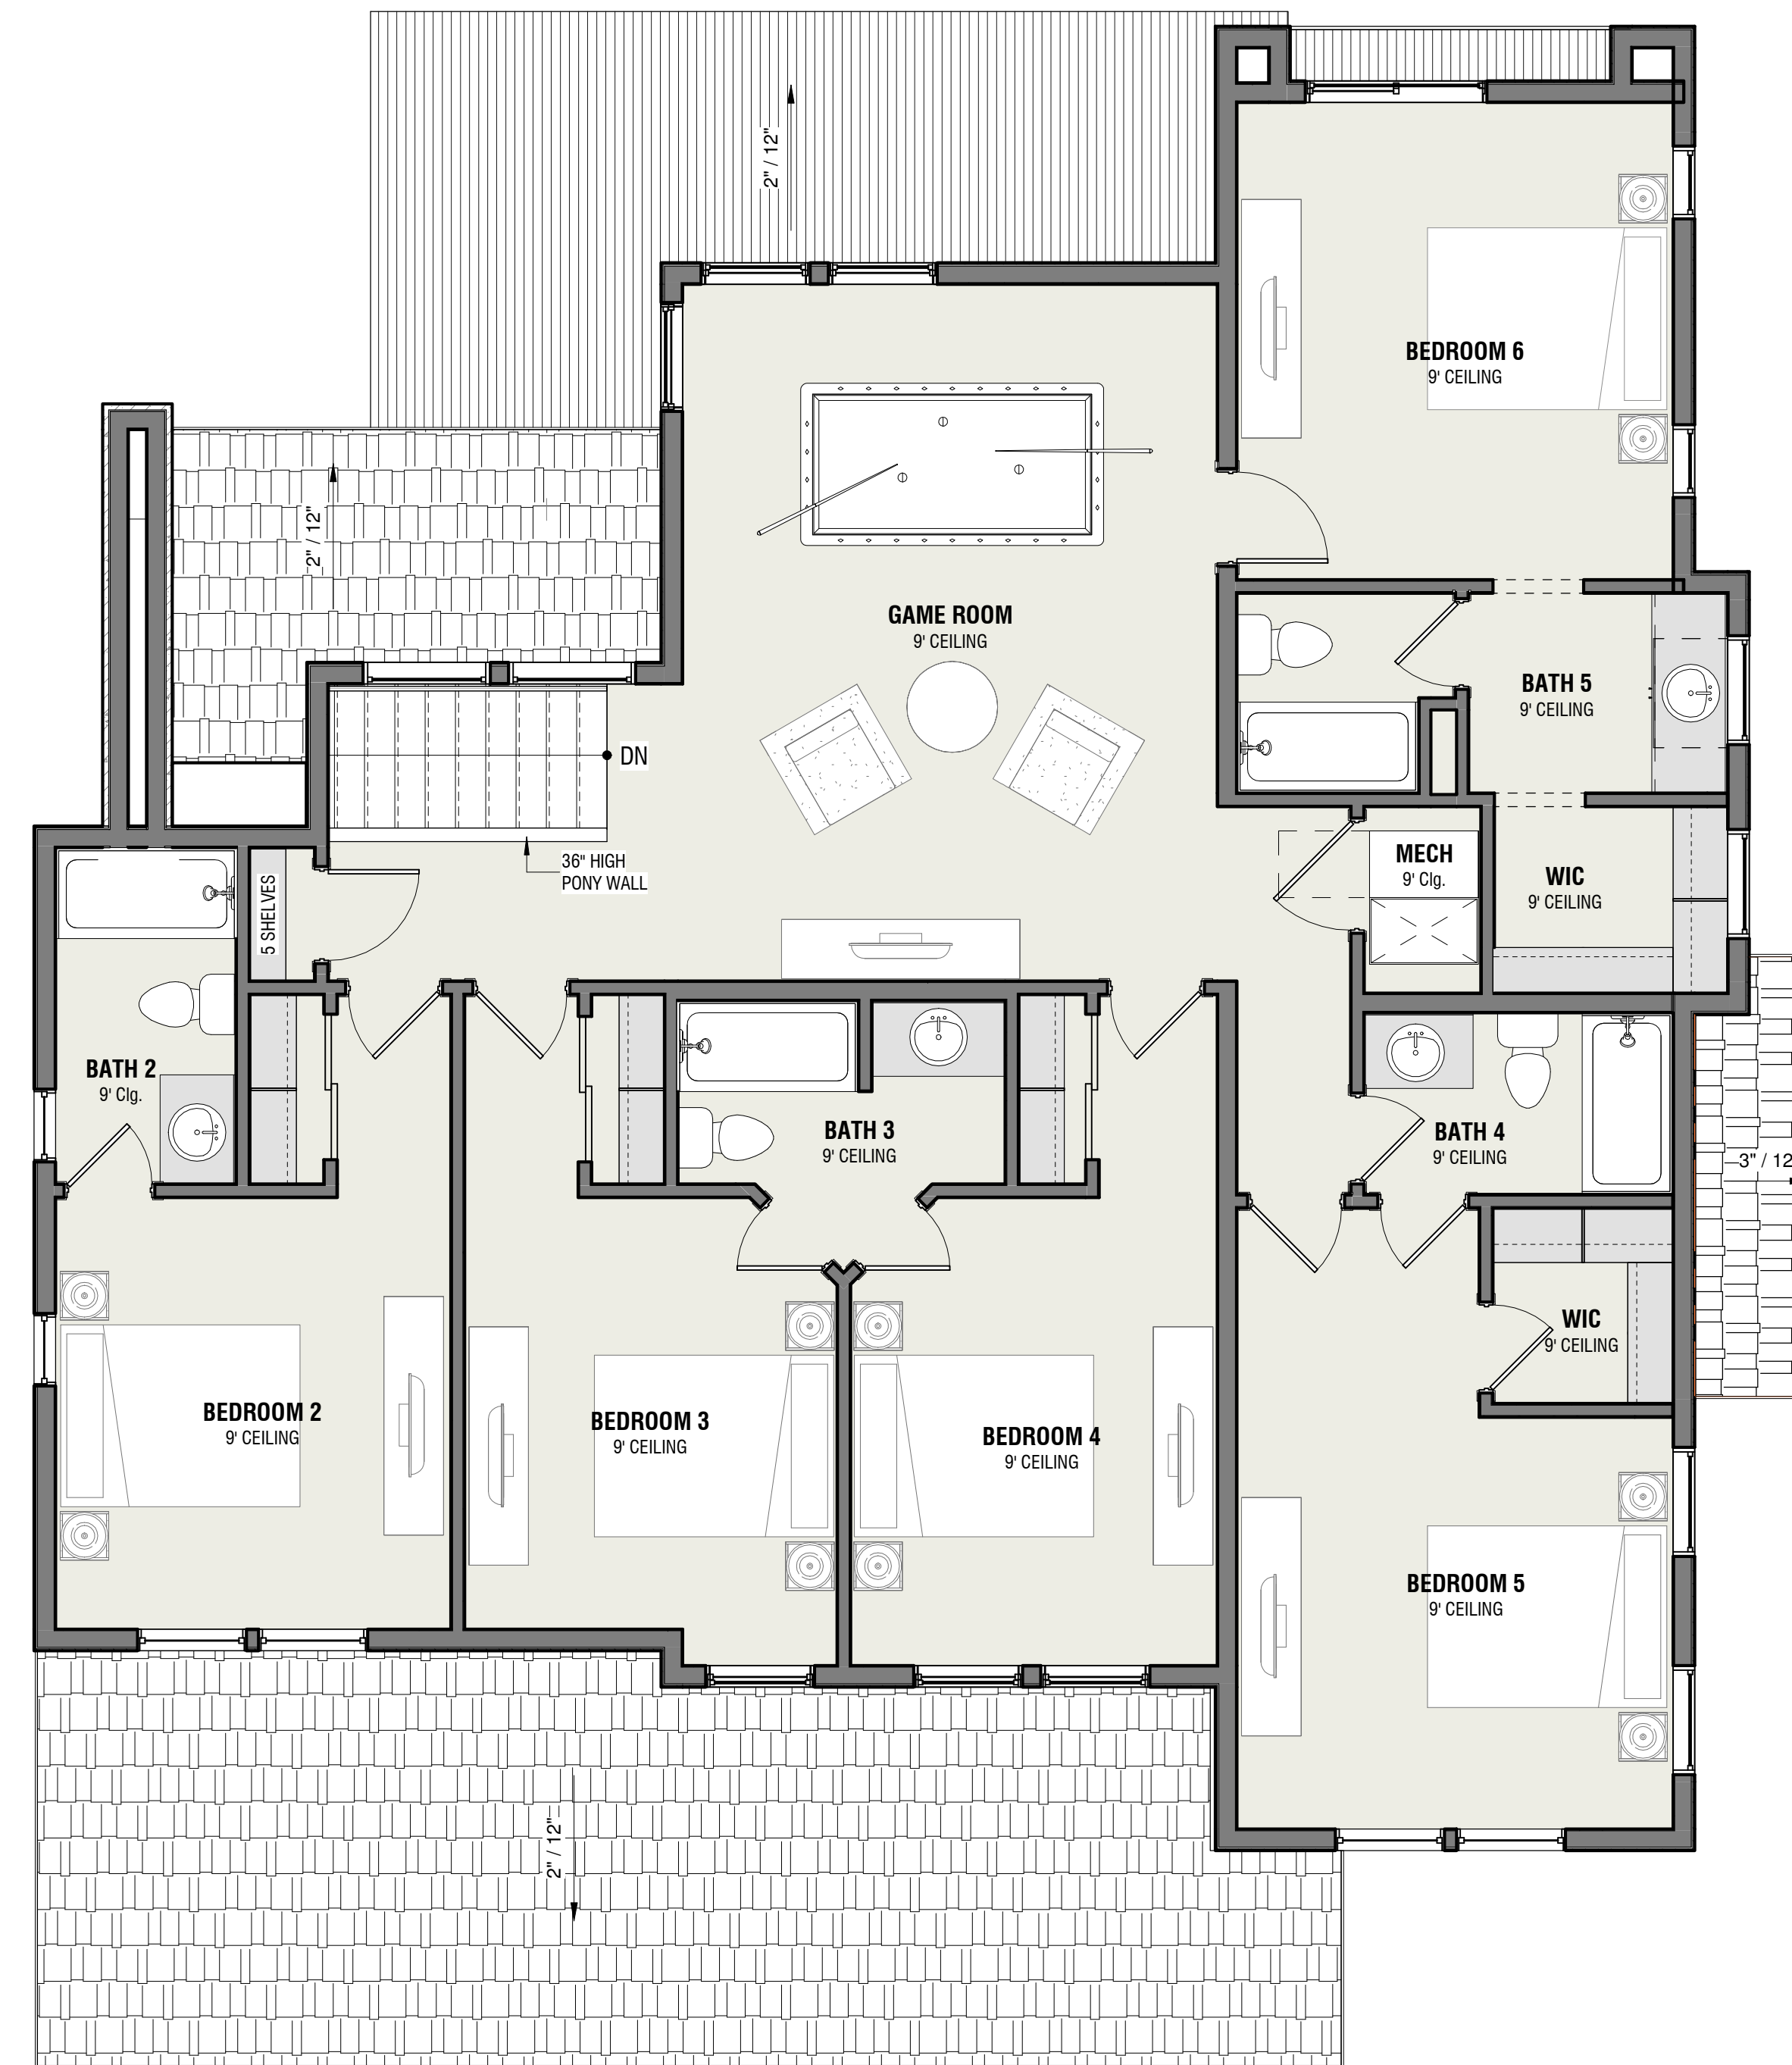 2" / 12"
BEDROOM 6
9' CEILING
2" / 12"
GAME ROOM
9' CEILING
BATH 5
9' CEILING
DN
36" HIGH
PONY WALL
MECH
9' Clg.
WIC
9' CEILING
5 SHELVES
BATH 2
9' Clg.
BATH 3
9' CEILING
BATH 4
9' CEILING
3" / 12
WIC
9' CEILING
BEDROOM 2
9' CEILING
BEDROOM 3
9' CEILING
BEDROOM 4
9' CEILING
BEDROOM 5
9' CEILING
2" / 12"